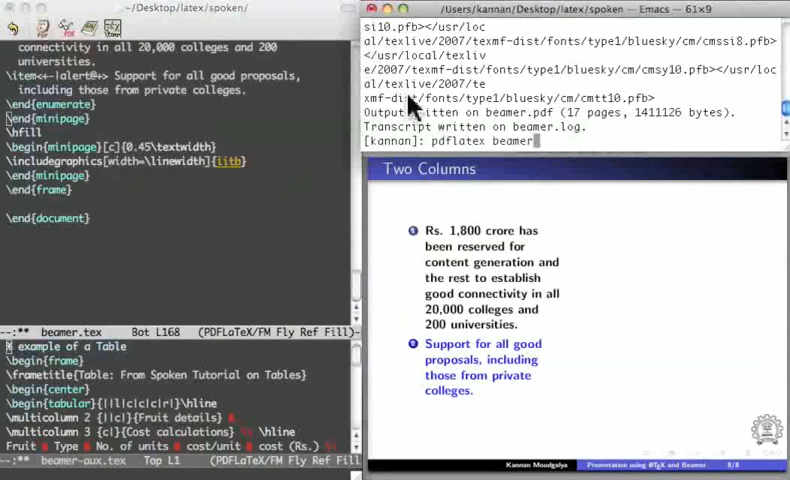 ~/Desktop/latex/spoken/
connectivity in all 20,000 colleges and 200
universities.
\item<+-|alert@+> Support for all good proposals,
including those from private colleges.
\end{enumerate}
\end{minipage}
\hfill
\begin{minipage}[c]{0.45\textwidth}
\includegraphics[width=\linewidth]{iitb}
\end{minipage}
\end{frame}
\end{document}
--:** beamer.tex Bot L168 (PDFLaTeX/FM Fly Ref Fill)
% example of a Table
\begin{frame}
\frametitle{Table: From Spoken Tutorial on Tables}
\begin{center}
\begin{tabular}{||l|c|c|c|r||}\hline
\multicolumn 2 {||c|}{Fruit details} &
\multicolumn 3 {c|}{Cost calculations} \\ \hline
Fruit & Type & No. of units & cost/unit & cost (Rs.) \\
--:-- beamer-aux.tex Top L1 (PDFLaTeX/FM Fly Ref Fill)
/Users/kannan/Desktop/latex/spoken — Emacs — 61×9
si10.pfb></usr/loc
al/texlive/2007/texmf-dist/fonts/type1/bluesky/cm/cmssi8.pfb>
</usr/local/texliv
e/2007/texmf-dist/fonts/type1/bluesky/cm/cmsy10.pfb></usr/loc
al/texlive/2007/te
xmf-dist/fonts/type1/bluesky/cm/cmtt10.pfb>
Output written on beamer.pdf (17 pages, 1411126 bytes).
Transcript written on beamer.log.
[kannan]: pdflatex beamer
Two Columns
1 Rs. 1,800 crore has
been reserved for
content generation and
the rest to establish
good connectivity in all
20,000 colleges and
200 universities.
2 Support for all good
proposals, including
those from private
colleges.
Kannan Moudgalya Presentation using LATEX and Beamer 8/8